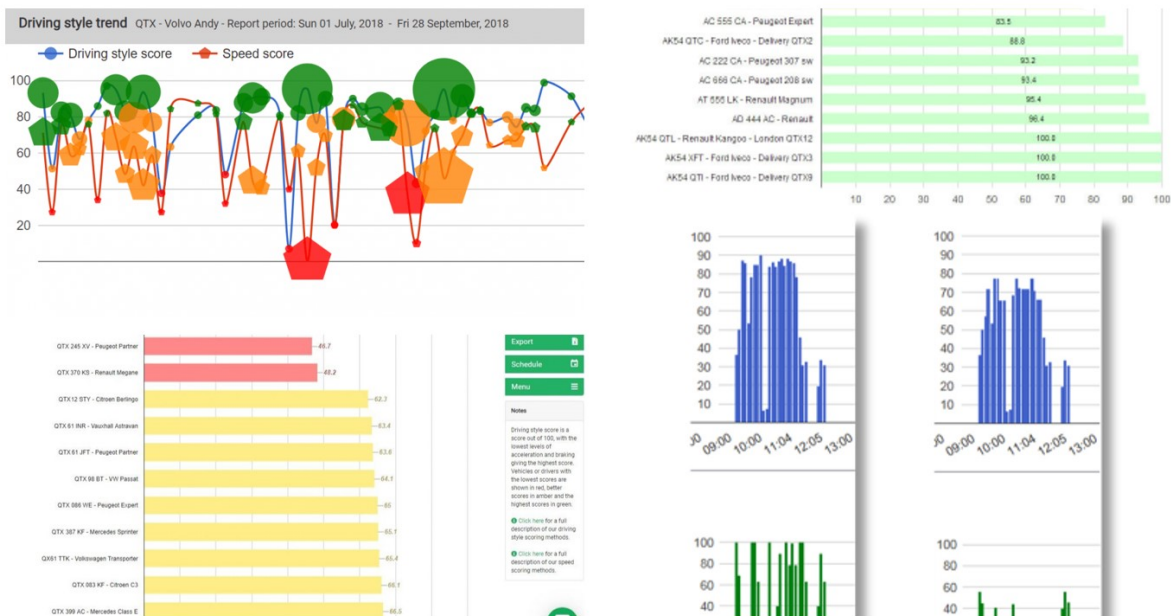 Driving style trend QTX - Volvo Andy - Report period: Sun 01 July, 2018 - Fri 28 September, 2018
Driving style score Speed score
100
80
60
40
20
QTX 245 XV - Peugeot Partner
QTX 370 KS - Renault Megane 48.2
QTX12 STY - Citroen Berlingo
QTX 61 INR - Vauxhall Astravan 63.4
QTX 61 JFT - Peugeot Partner 63.6
QTX 98 BT - VW Passat 64.1
QTX 086 WE - Peugeot Expert 65
QTX 387 KF - Mercedes Sprinter 65.1
QX61 TTK - Volkswagen Transporter 65.4
QTX 083 KF - Citroen C3 66.1
QTX 399 AC - Mercedes Class E 66.5
Export
Schedule
Menu
Notes
Driving style score is a
score out of 100, with the
lowest levels of
acceleration and braking
giving the highest score.
Vehicles or drivers with
the lowest scores are
shown in red, better
scores in amber and the
highest scores in green.
Click here for a full
description of our driving
style scoring methods.
Click here for a full
description of our speed
scoring methods.
AC 555 CA - Peugeot Expert 83.5
AK54 QTC - Ford Iveco - Delivery QTX2 88.8
AC 222 CA - Peugeot 307 sw 93.2
AC 666 CA - Peugeot 208 sw 93.4
AT 555 LK - Renault Magnum 95.4
AD 444 AC - Renault 96.4
AK54 QTL - Renault Kangoo - London QTX12 100.0
AK54 XFT - Ford Iveco - Delivery QTX3 100.0
AK54 QTI - Ford Iveco - Delivery QTX9 100.0
10 20 30 40 50 60 70 80 90 100
100
90
80
70
60
50
40
30
20
10
09:00 10:00 11:04 12:05 13:00
100
90
80
70
60
50
40
30
20
10
09:00 10:00 11:04 12:05 13:00
100
80
60
40
100
80
60
40